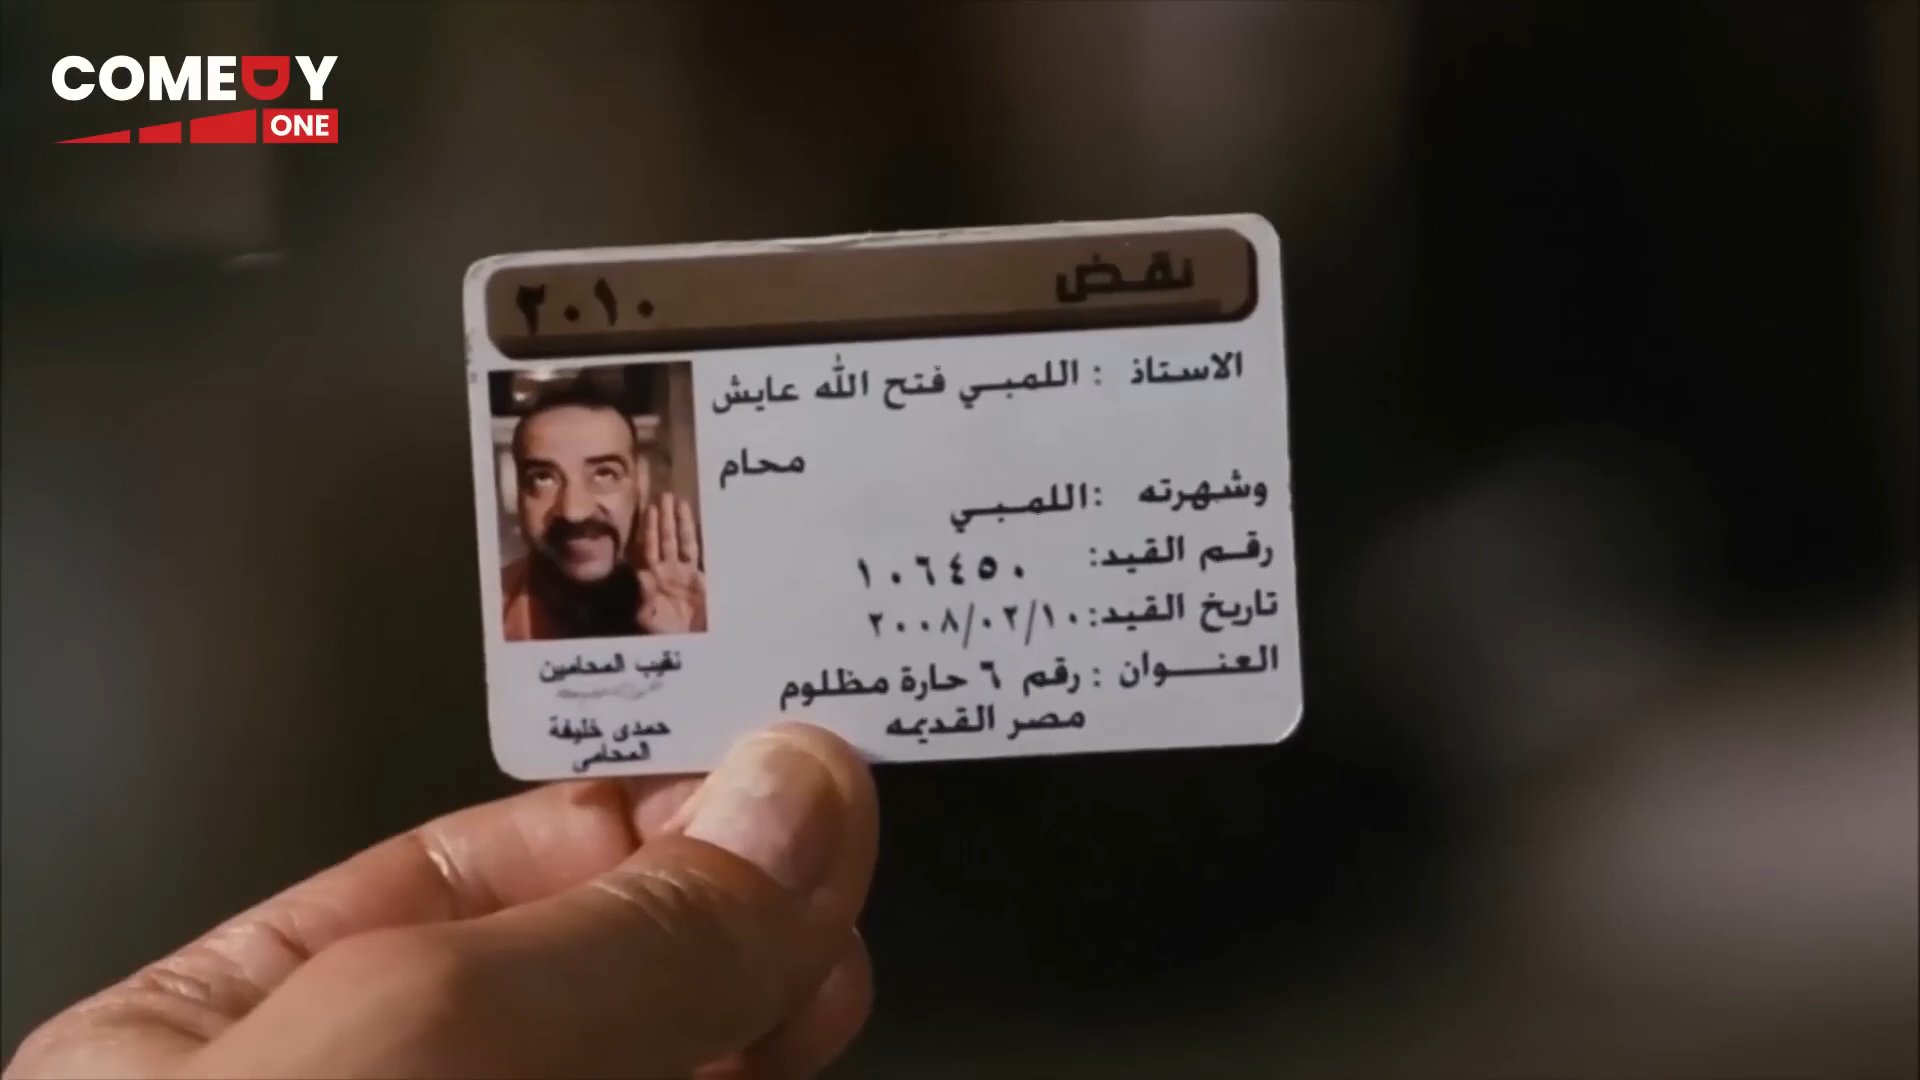 COMEDY
ONE
نقض ٢٠١٠
الاستاذ : اللمبي فتح الله عايش
محام
وشهرته : اللمبي
رقم القيد: ١٠٦٤٥٠
تاريخ القيد: ٢٠٠٨/٠٢/١٠
العنوان : رقم ٦ حارة مظلوم
مصر القديمه
نقيب المحامين
حمدى خليفة
المحامى